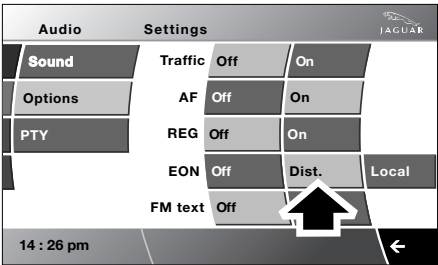 Audio Settings JAGUAR
Sound Traffic Off On
Options AF Off On
PTY REG Off On
EON Off Dist. Local
FM text Off
14 : 26 pm